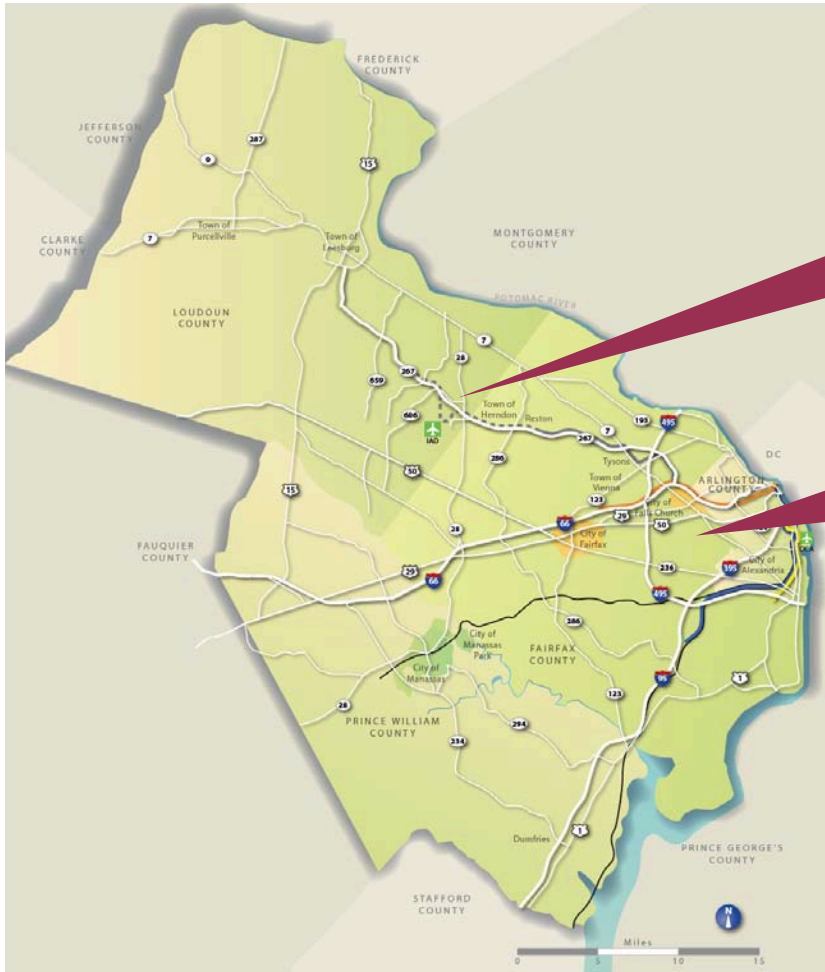 FREDERICK
COUNTY
JEFFERSON
COUNTY
287
9
15
Town of
Purcellville
7
Town of
Leesburg
CLARKE
COUNTY
MONTGOMERY
COUNTY
LOUDOUN
COUNTY
POTOMAC RIVER
7
28
267
659
606
Town of
Herndon
Reston
193
495
IAD
7
267
286
Tysons
DC
50
Town of
Vienna
ARLINGTON
COUNTY
15
123
City of
Falls Church
29
50
66
28
City of
Fairfax
FAUQUIER
COUNTY
29
66
236
395
City of
Alexandria
495
286
City of
Manassas
Park
FAIRFAX
COUNTY
City of
Manassas
95
1
28
123
PRINCE WILLIAM
COUNTY
234
294
1
Dumfries
PRINCE GEORGE'S
COUNTY
STAFFORD
COUNTY
N
Miles
0 5 10 15